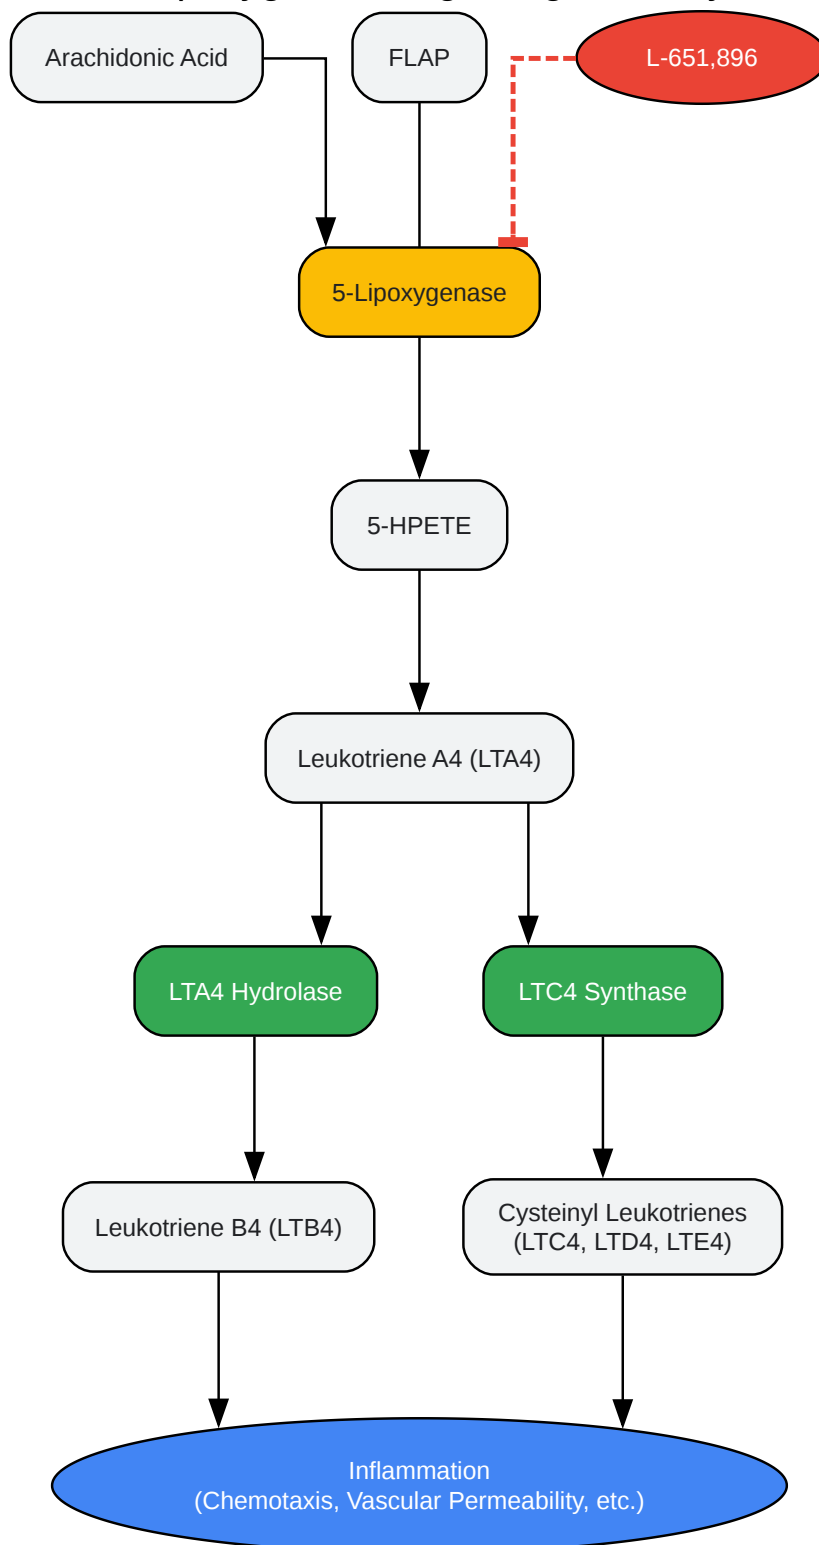 Arachidonic Acid
FLAP
L-651,896
5-Lipoxygenase
5-HPETE
Leukotriene A4 (LTA4)
LTA4 Hydrolase
LTC4 Synthase
Leukotriene B4 (LTB4)
Cysteinyl Leukotrienes
(LTC4, LTD4, LTE4)
Inflammation
(Chemotaxis, Vascular Permeability, etc.)